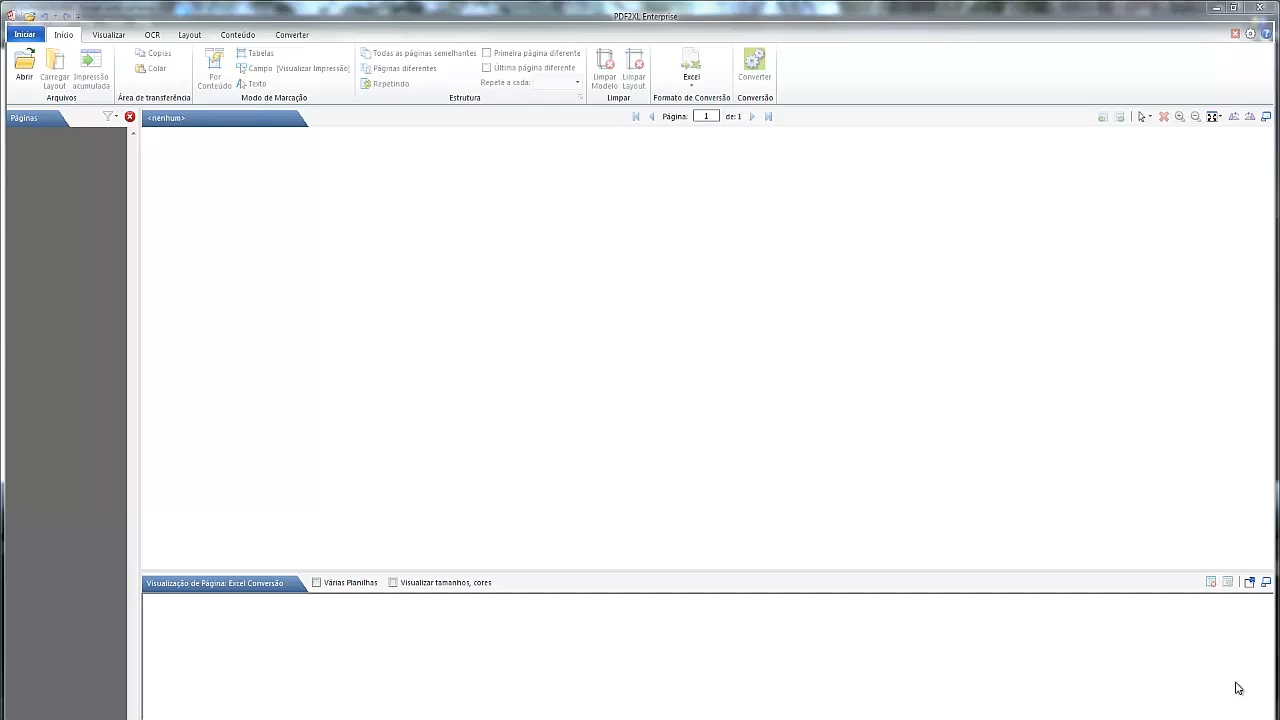 PDF2XL Enterprise
Iniciar Início Visualizar OCR Layout Conteúdo Converter
Abrir
Carregar Layout
Impressão acumulada
Arquivos
Copias
Colar
Área de transferência
Por Conteúdo
Tabelas
Campo (Visualizar Impressão)
Texto
Modo de Marcação
Todas as páginas semelhantes
Páginas diferentes
Repetindo
Primeira página diferente
Última página diferente
Repete a cada:
Estrutura
Limpar Modelo
Limpar Layout
Limpar
Excel
Formato de Conversão
Converter
Conversão
Páginas
<nenhum>
Página: 1 de: 1
Visualização de Página: Excel Conversão
Várias Planilhas
Visualizar tamanhos, cores